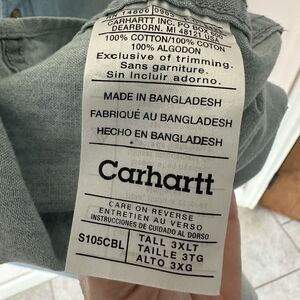 RN 14806
CARHARTT INC. PO BOX 600
DEARBORN, MI 48121 USA
100% COTTON/100% COTON
100% ALGODON
Exclusive of trimming.
Sans garniture.
Sin Incluir adorno.
MADE IN BANGLADESH
FABRIQUÉ AU BANGLADESH
HECHO EN BANGLADESH
Carhartt
CARE ON REVERSE
ENTRETIEN AU VERSO
INSTRUCCIONES DE CUIDADO AL DORSO
S105CBL
TALL 3XLT
TAILLE 3TG
ALTO 3XG